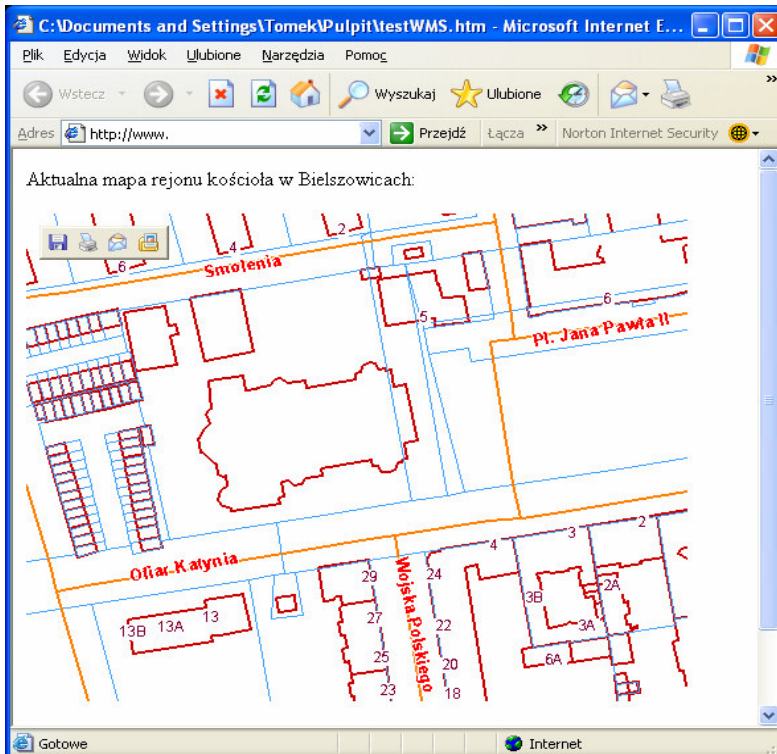 C:\Documents and Settings\Tomek\Pulpit\testWMS.htm - Microsoft Internet E...
Plik Edycja Widok Ulubione Narzędzia Pomoc
Wstecz Wyszukaj Ulubione
Adres http://www. Przejdź Łącza Norton Internet Security
Aktualna mapa rejonu kościoła w Bielszowicach:
2
4
6
Smolenia
6
5
Pl. Jana Pawła II
2
3
4
Ofiar Katynia
29
24
Wojska Polskiego
2A
3B
13
27
13A
13B
22
3A
25
20
6A
23
18
Gotowe Internet